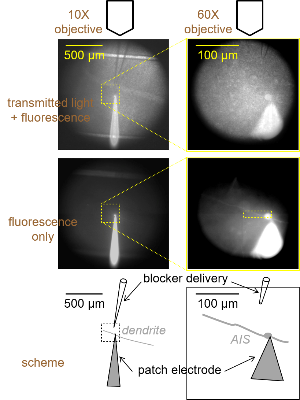 10X
objective
60X
objective
500 µm
100 µm
transmitted light
+ fluorescence
fluorescence
only
blocker delivery
500 µm
100 µm
dendrite
AIS
scheme
patch electrode